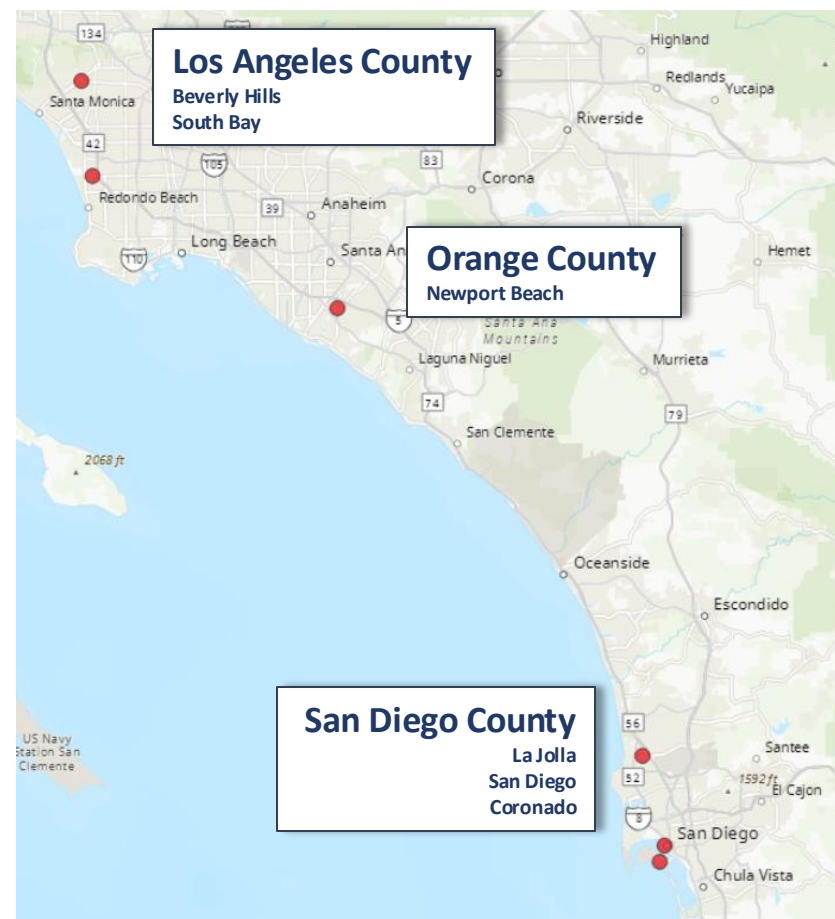 134
Los Angeles County
Beverly Hills
South Bay
Highland
Redlands
Yucaipa
Santa Monica
Riverside
42
105
83
Corona
Redondo Beach
39
Anaheim
Long Beach
110
Santa An
Orange County
Newport Beach
Hemet
5
Santa Ana
Mountains
Laguna Niguel
Murrieta
74
79
San Clemente
2068 ft
Oceanside
Escondido
San Diego County
La Jolla
San Diego
Coronado
56
US Navy
Station San
Clemente
Santee
52
1592 ft
El Cajon
8
San Diego
Chula Vista